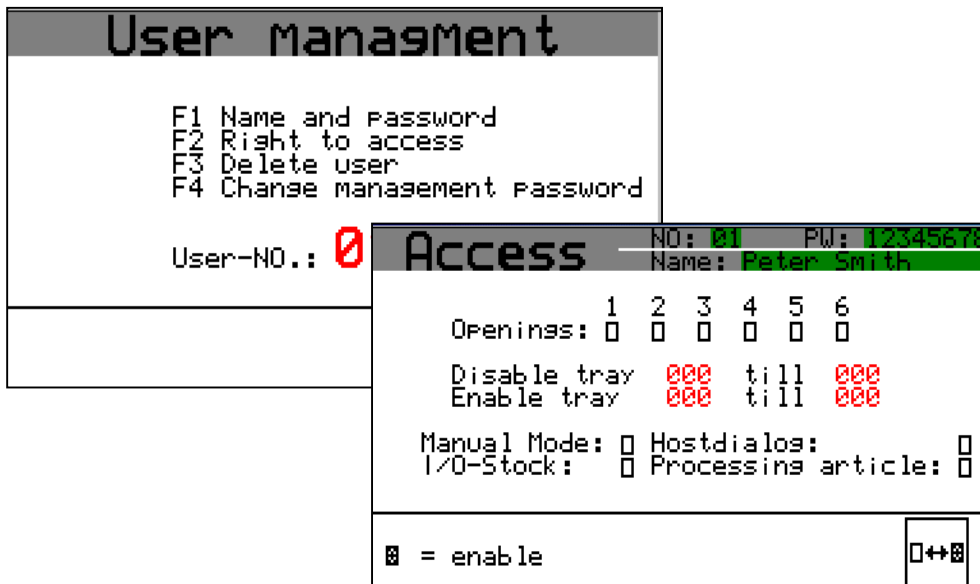 User managment
F1 Name and password
F2 Right to access
F3 Delete user
F4 Change management password
User-NO.: 0
Access
NO: 01 PW: 12345678
Name: Peter Smith
1 2 3 4 5 6
Openings:
Disable tray 000 till 000
Enable tray 000 till 000
Manual Mode: Hostdialog:
I/O-Stock: Processing article:
= enable